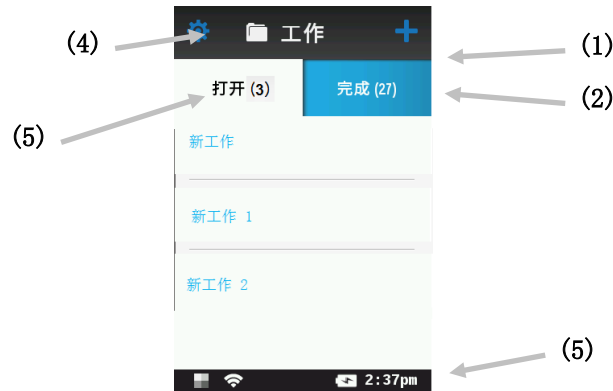 (4)
工作
(1)
打开 (3)
完成 (27)
(2)
(5)
新工作
新工作 1
新工作 2
(5)
2:37pm